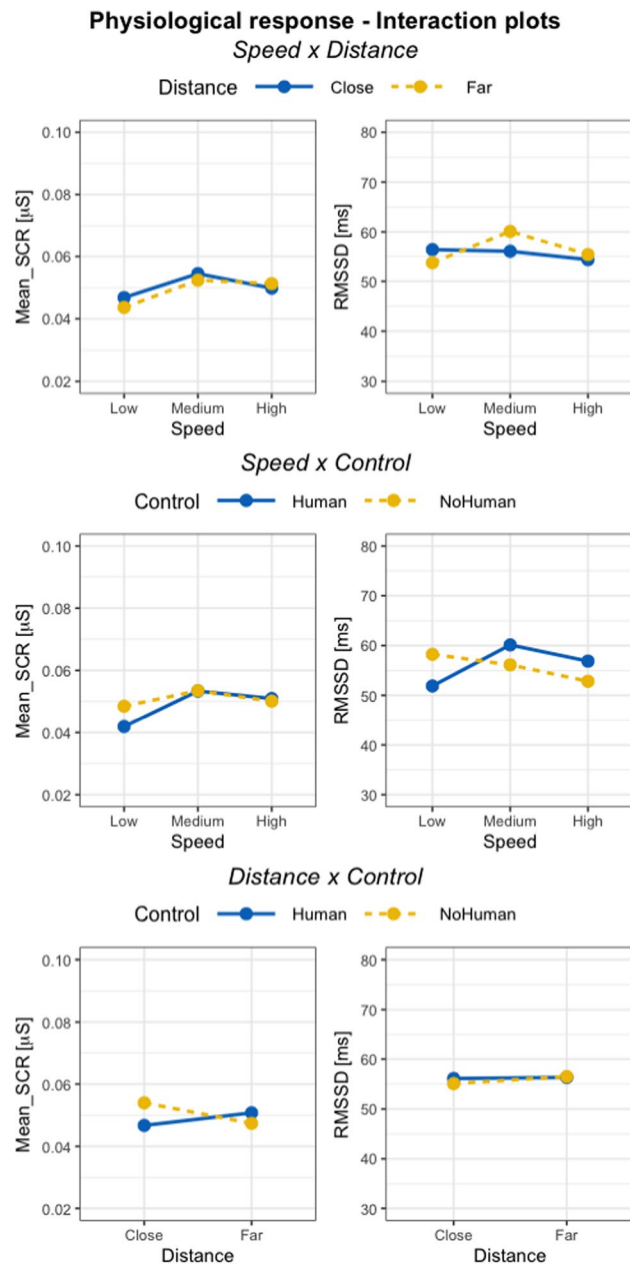 Physiological response - Interaction plots
Speed x Distance
Distance Close Far
Mean_SCR [μS]
0.10
0.08
0.06
0.04
0.02
Low Medium High
Speed
RMSSD [ms]
80
70
60
50
40
30
Low Medium High
Speed
Speed x Control
Control Human NoHuman
Mean_SCR [μS]
0.10
0.08
0.06
0.04
0.02
Low Medium High
Speed
RMSSD [ms]
80
70
60
50
40
30
Low Medium High
Speed
Distance x Control
Control Human NoHuman
Mean_SCR [μS]
0.10
0.08
0.06
0.04
0.02
Close Far
Distance
RMSSD [ms]
80
70
60
50
40
30
Close Far
Distance